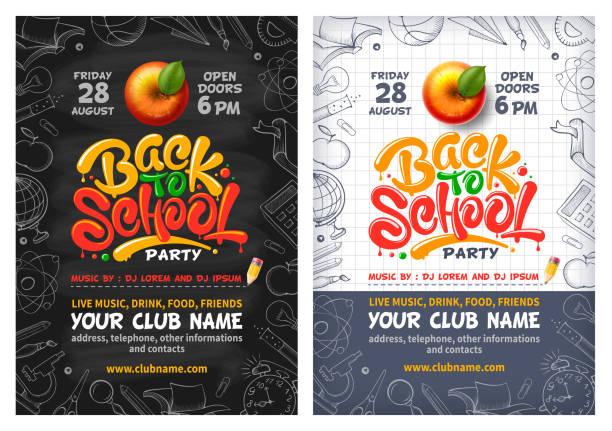 FRIDAY
28
AUGUST
OPEN
DOORS
6 PM
BACK
TO
SCHOOL
PARTY
MUSIC BY : DJ LOREM AND DJ IPSUM
LIVE MUSIC, DRINK, FOOD, FRIENDS
YOUR CLUB NAME
address, telephone, other informations
and contacts
www.clubname.com
FRIDAY
28
AUGUST
OPEN
DOORS
6 PM
BACK
TO
SCHOOL
PARTY
MUSIC BY : DJ LOREM AND DJ IPSUM
LIVE MUSIC, DRINK, FOOD, FRIENDS
YOUR CLUB NAME
address, telephone, other informations
and contacts
www.clubname.com